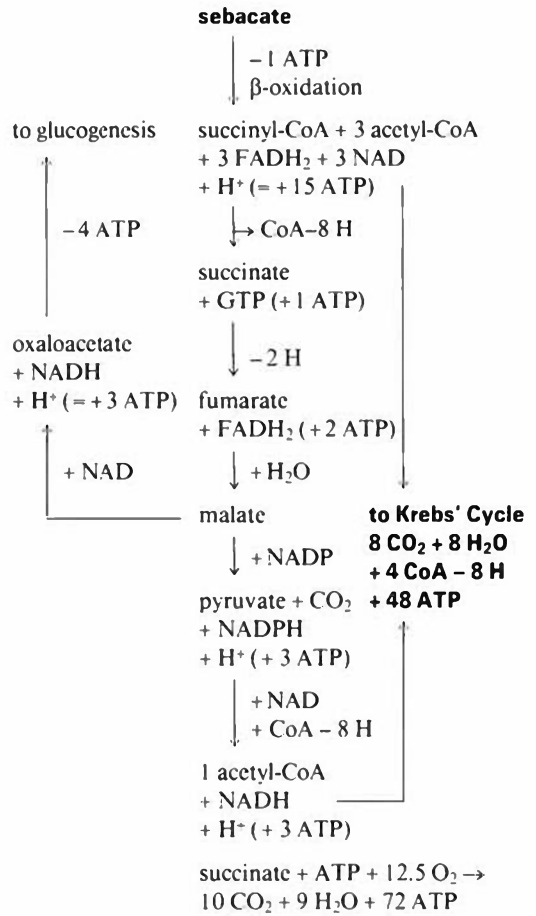 sebacate
− 1 ATP
β-oxidation
to glucogenesis
succinyl-CoA + 3 acetyl-CoA
+ 3 FADH₂ + 3 NAD
+ H⁺ (= + 15 ATP)
− 4 ATP
CoA–8 H
succinate
+ GTP (+ 1 ATP)
oxaloacetate
+ NADH
+ H⁺ (= + 3 ATP)
− 2 H
fumarate
+ FADH₂ (+ 2 ATP)
+ NAD
+ H₂O
malate
to Krebs' Cycle
8 CO₂ + 8 H₂O
+ 4 CoA – 8 H
+ 48 ATP
+ NADP
pyruvate + CO₂
+ NADPH
+ H⁺ (+ 3 ATP)
+ NAD
+ CoA – 8 H
1 acetyl-CoA
+ NADH
+ H⁺ (+ 3 ATP)
succinate + ATP + 12.5 O₂ →
10 CO₂ + 9 H₂O + 72 ATP